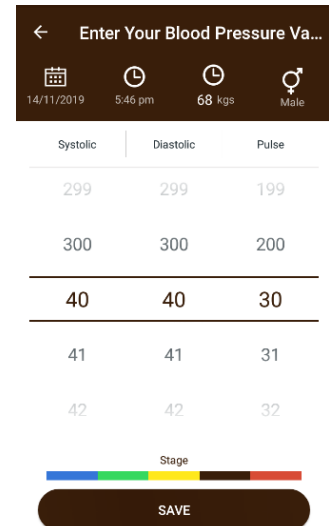 Enter Your Blood Pressure Va...
14/11/2019 5:46 pm 68 kgs Male
Systolic Diastolic Pulse
299 299 199
300 300 200
40 40 30
41 41 31
42 42 32
Stage
SAVE